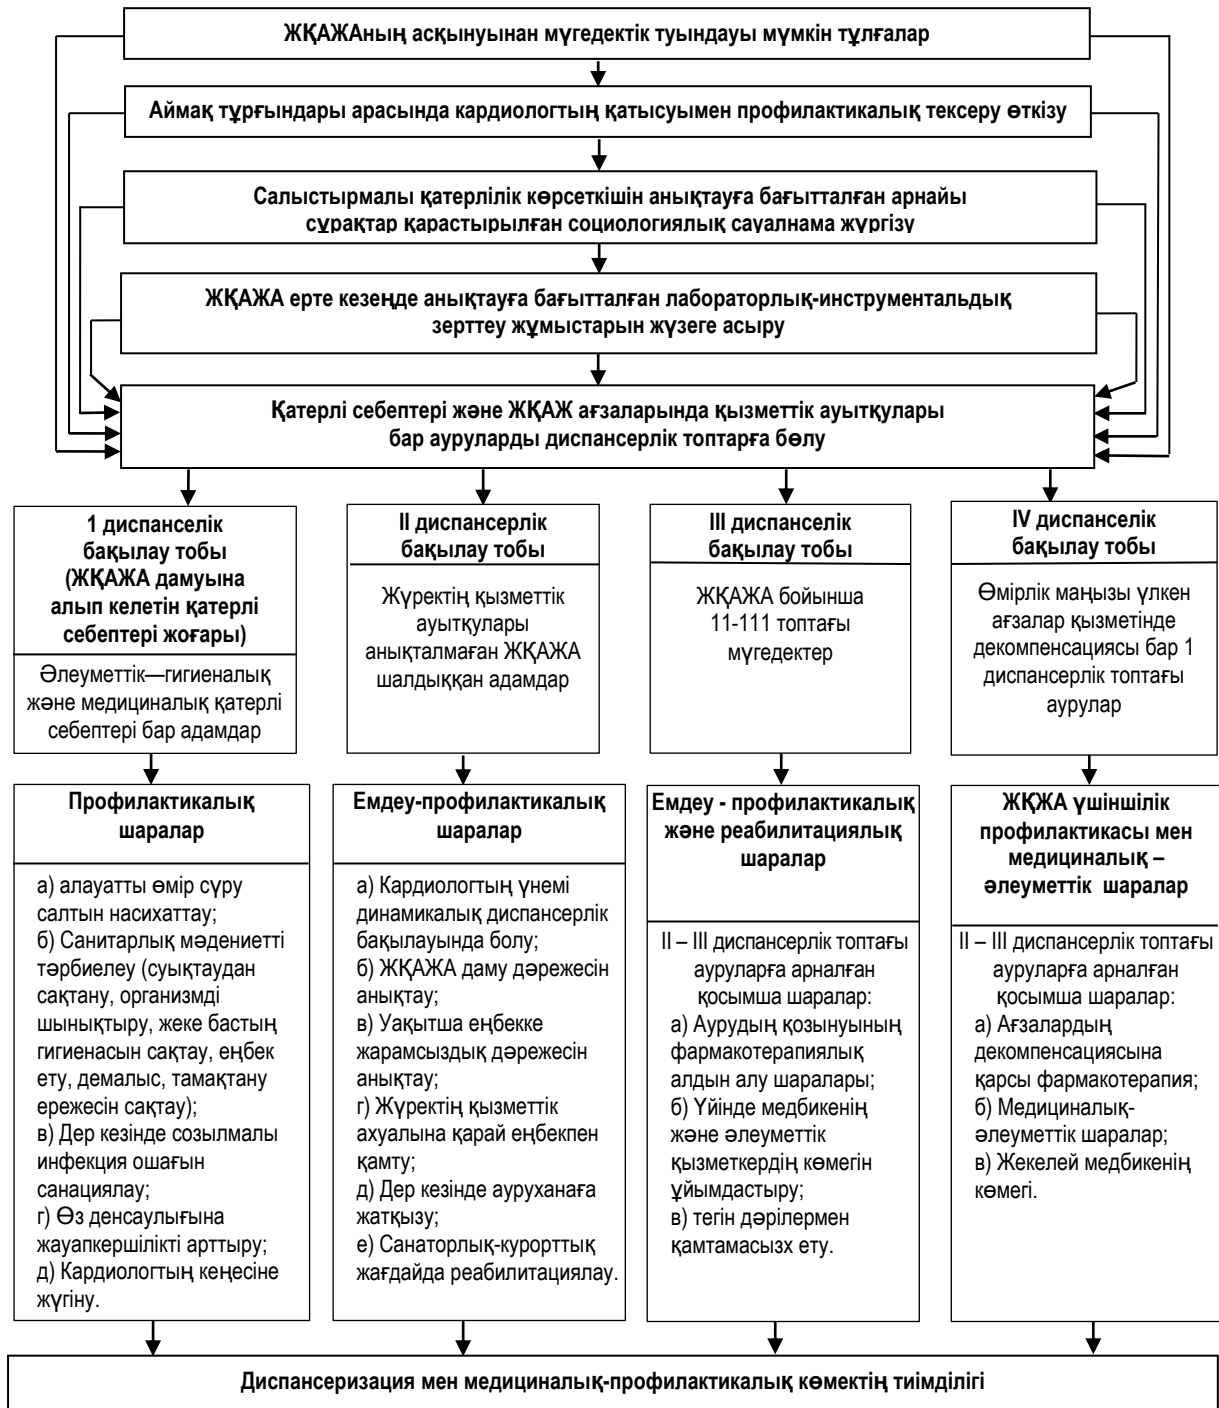 ЖҚАЖАның асқынуынан мүгедектік туындауы мүмкін тұлғалар
Аймақ тұрғындары арасында кардиологтың қатысуымен профилактикалық тексеру өткізу
Салыстырмалы қатерлілік көрсеткішін анықтауға бағытталған арнайы
сұрақтар қарастырылған социологиялық сауалнама жүргізу
ЖҚАЖА ерте кезеңде анықтауға бағытталған лабораторлық-инструментальдық
зерттеу жұмыстарын жүзеге асыру
Қатерлі себептері және ЖҚАЖ ағзаларында қызметтік ауытқулары
бар ауруларды диспансерлік топтарға бөлу
1 диспанселік
бақылау тобы
(ЖҚАЖА дамуына
алып келетін қатерлі
себептері жоғары)
Әлеуметтік—гигиеналық
және медициналық қатерлі
себептері бар адамдар
II диспансерлік
бақылау тобы
Жүректің қызметтік
ауытқулары
анықталмаған ЖҚАЖА
шалдыққан адамдар
III диспанселік
бақылау тобы
ЖҚАЖА бойынша
11-111 топтағы
мүгедектер
IV диспанселік
бақылау тобы
Өмірлік маңызы үлкен
ағзалар қызметінде
декомпенсациясы бар 1
диспансерлік топтағы
аурулар
Профилактикалық
шаралар
а) алауатты өмір сүру
салтын насихаттау;
б) Санитарлық мәдениетті
тәрбиелеу (суықтаудан
сақтану, организмді
шынықтыру, жеке бастың
гигиенасын сақтау, еңбек
ету, демалыс, тамақтану
ережесін сақтау);
в) Дер кезінде созылмалы
инфекция ошағын
санациялау;
г) Өз денсаулығына
жауапкершілікті арттыру;
д) Кардиологтың кеңесіне
жүгіну.
Емдеу-профилактикалық
шаралар
а) Кардиологтың үнемі
динамикалық диспансерлік
бақылауында болу;
б) ЖҚАЖА даму дәрежесін
анықтау;
в) Уақытша еңбекке
жарамсыздық дәрежесін
анықтау;
г) Жүректің қызметтік
ахуалына қарай еңбекпен
қамту;
д) Дер кезінде ауруханаға
жатқызу;
е) Санаторлық-курорттық
жағдайда реабилитациялау.
Емдеу - профилактикалық
және реабилитациялық
шаралар
II – III диспансерлік топтағы
ауруларға арналған
қосымша шаралар:
а) Аурудың қозынуының
фармакотерапиялық
алдын алу шаралары;
б) Үйінде медбикенің
және әлеуметтік
қызметкердің көмегін
ұйымдастыру;
в) тегін дәрілермен
қамтамасызх ету.
ЖҚЖА үшіншілік
профилактикасы мен
медициналық –
әлеуметтік шаралар
II – III диспансерлік топтағы
ауруларға арналған
қосымша шаралар:
а) Ағзалардың
декомпенсациясына
қарсы фармакотерапия;
б) Медициналық-
әлеуметтік шаралар;
в) Жекелей медбикенің
көмегі.
Диспансеризация мен медициналық-профилактикалық көмектің тиімділігі